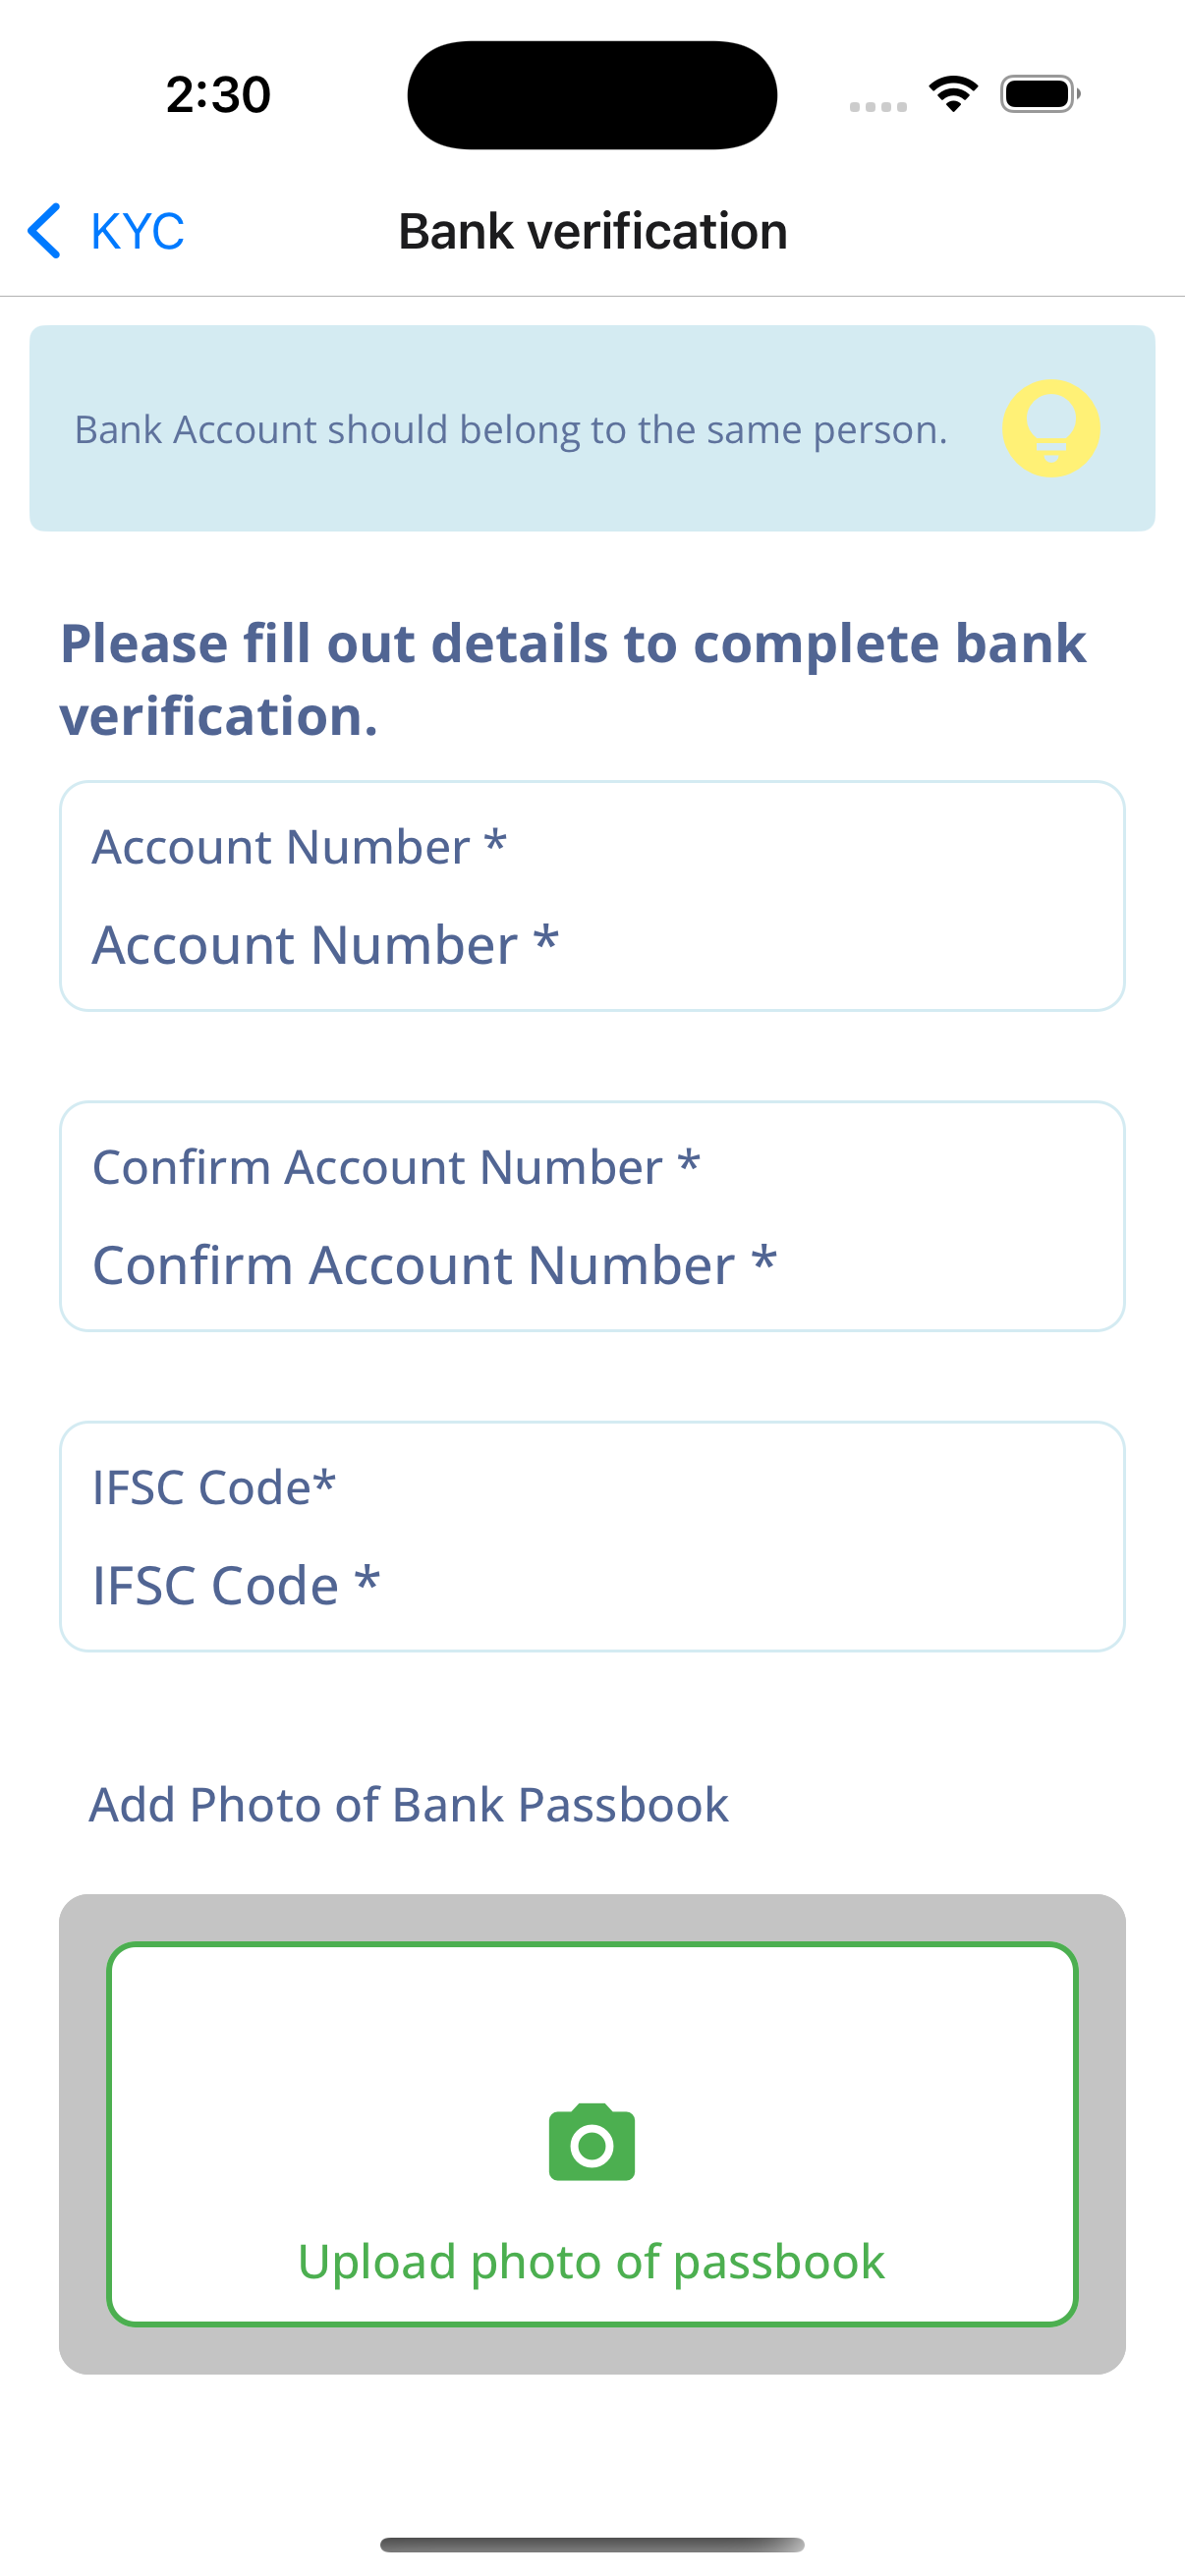 2:30
KYC
Bank verification
Bank Account should belong to the same person.
Please fill out details to complete bank
verification.
Account Number *
Account Number *
Confirm Account Number *
Confirm Account Number *
IFSC Code*
IFSC Code *
Add Photo of Bank Passbook
Upload photo of passbook